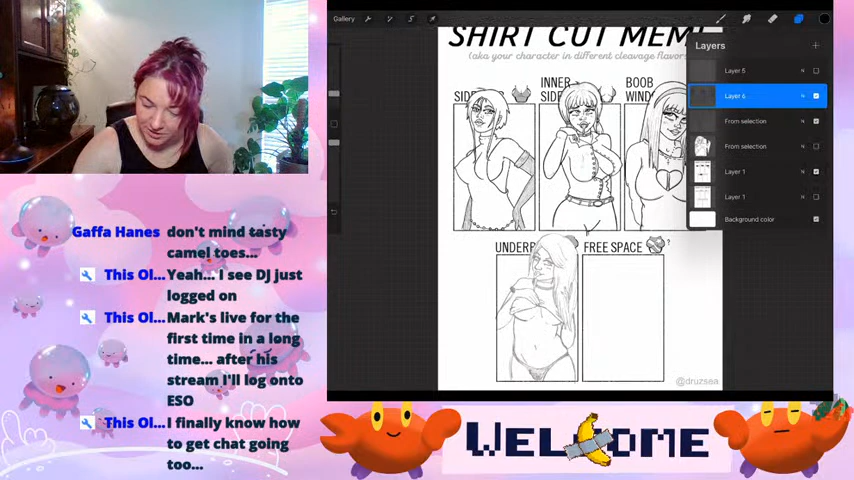 Gallery
SHIRT CUT MEM
(aka your character in different cleavage flavors
Layers
Layer 5
Layer 6
From selection
From selection
Layer 1
Layer 1
Background color
N
N
N
N
N
N
SID
INNER
SIDE
BOOB
WIND
UNDERB
FREE SPACE
?
@druzsea
Gaffa Hanes don't mind tasty
camel toes...
This Ol... Yeah... I see DJ just
logged on
This Ol... Mark's live for the
first time in a long
time... after his
stream I'll log onto
ESO
This Ol... I finally know how
to get chat going
too...
WELCOME